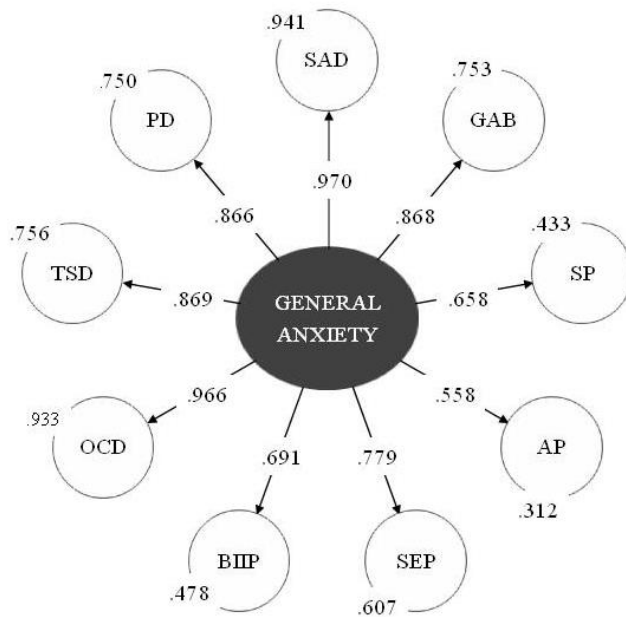 .941
SAD
.750
PD
.753
GAB
.970
.866
.868
.756
TSD
.433
SP
.869
.658
GENERAL
ANXIETY
.933
OCD
.966
.558
AP
.312
.691
.779
BIIP
.478
SEP
.607